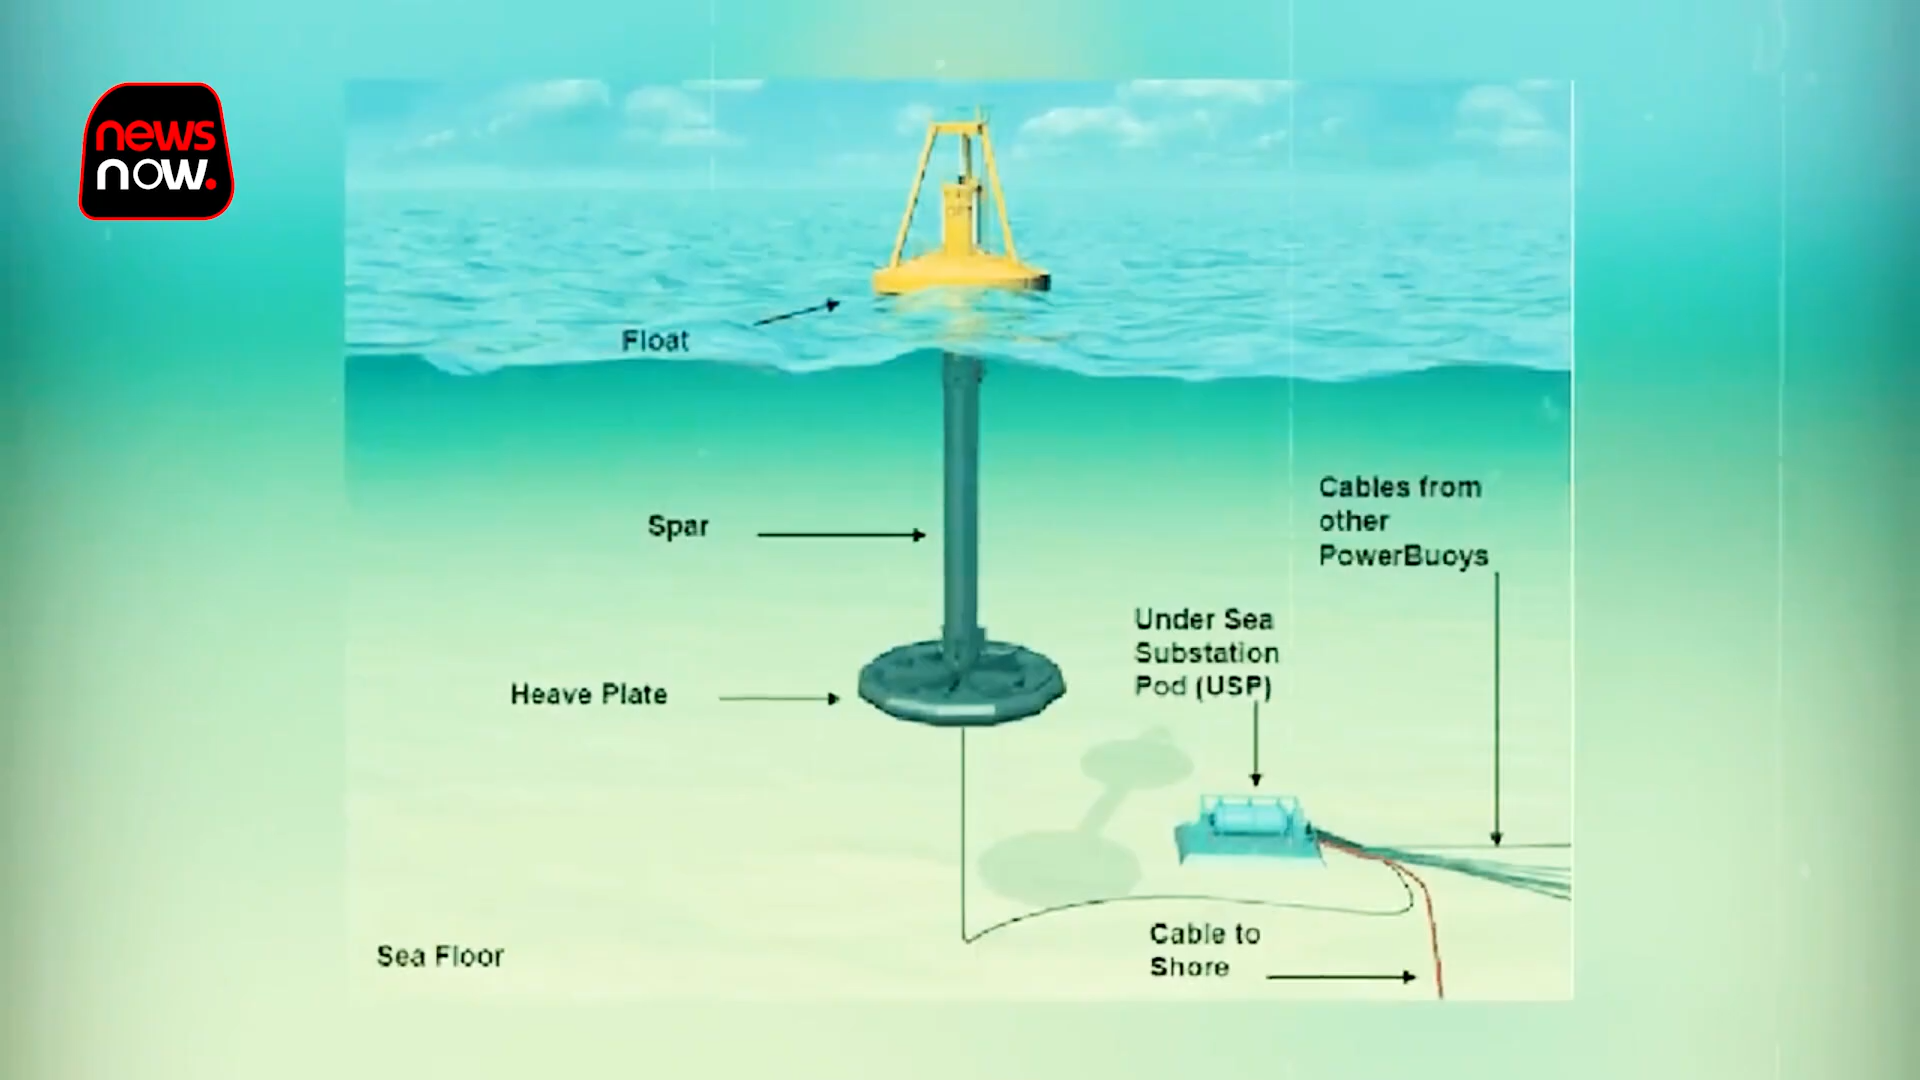 news
now.
Float
Spar
Cables from
other
PowerBuoys
Under Sea
Substation
Pod (USP)
Heave Plate
Cable to
Shore
Sea Floor